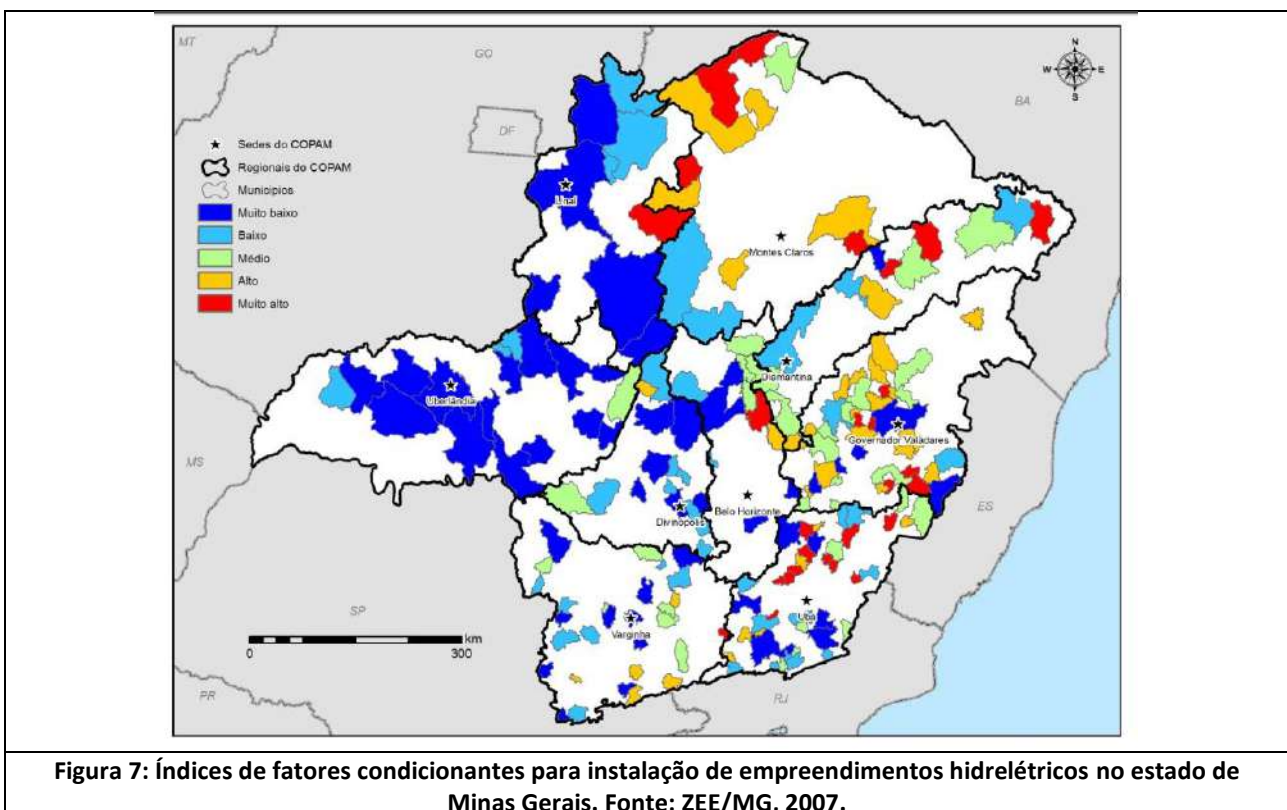 MT
GO
DF
BA
N
W
E
S
Sedes do COPAM
Regionais do COPAM
Municípios
Muito baixo
Baixo
Médio
Alto
Muito alto
Unaí
Montes Claros
Diamantina
Uberlândia
Governador Valadares
MS
ES
Belo Horizonte
Divinópolis
SP
Ubá
Varginha
km
0
300
PR
RJ
Figura 7: Índices de fatores condicionantes para instalação de empreendimentos hidrelétricos no estado de
Minas Gerais. Fonte: ZEE/MG, 2007.